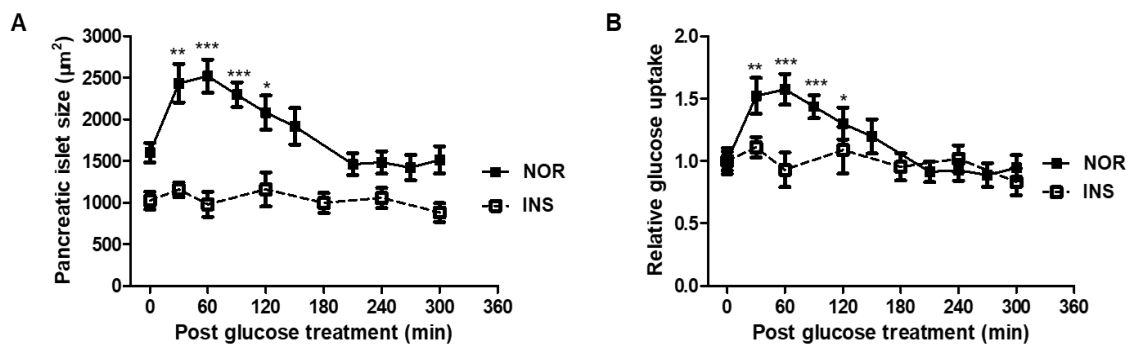 A
Pancreatic islet size (µm²)
3000
2500
2000
1500
1000
500
0
** *** *** *
NOR
INS
0 60 120 180 240 300 360
Post glucose treatment (min)
B
Relative glucose uptake
2.0
1.5
1.0
0.5
0.0
** *** *** *
NOR
INS
0 60 120 180 240 300 360
Post glucose treatment (min)